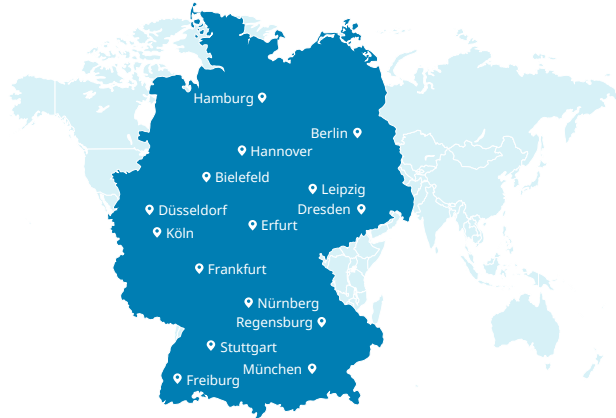 Hamburg
Berlin
Hannover
Bielefeld
Leipzig
Düsseldorf
Dresden
Erfurt
Köln
Frankfurt
Nürnberg
Regensburg
Stuttgart
München
Freiburg